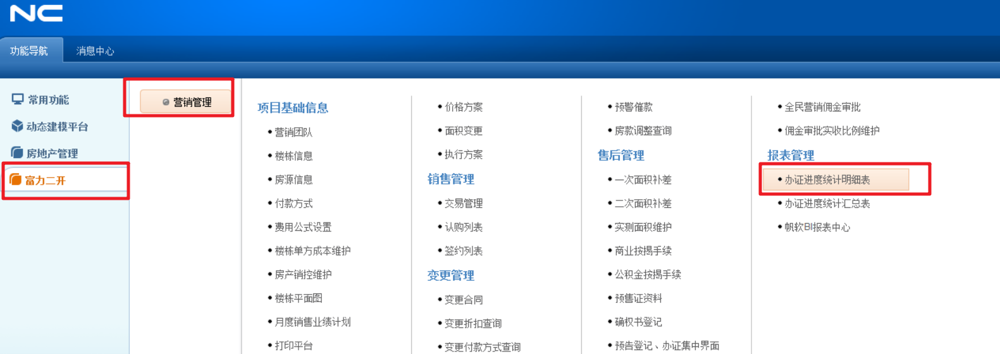 NC
功能导航 消息中心
常用功能
动态建模平台
房地产管理
富力二开
营销管理
项目基础信息
营销团队
楼栋信息
房源信息
付款方式
费用公式设置
楼栋单方成本维护
房产销控维护
楼栋平面图
月度销售业绩计划
打印平台
价格方案
面积变更
执行方案
销售管理
交易管理
认购列表
签约列表
变更管理
变更合同
变更折扣查询
变更付款方式查询
预警催款
房款调整查询
售后管理
一次面积补差
二次面积补差
实测面积维护
商业按揭手续
公积金按揭手续
预售证资料
确权书登记
预告登记、办证集中界面
全民营销佣金审批
佣金审批实收比例维护
报表管理
办证进度统计明细表
办证进度统计汇总表
帆软BI报表中心